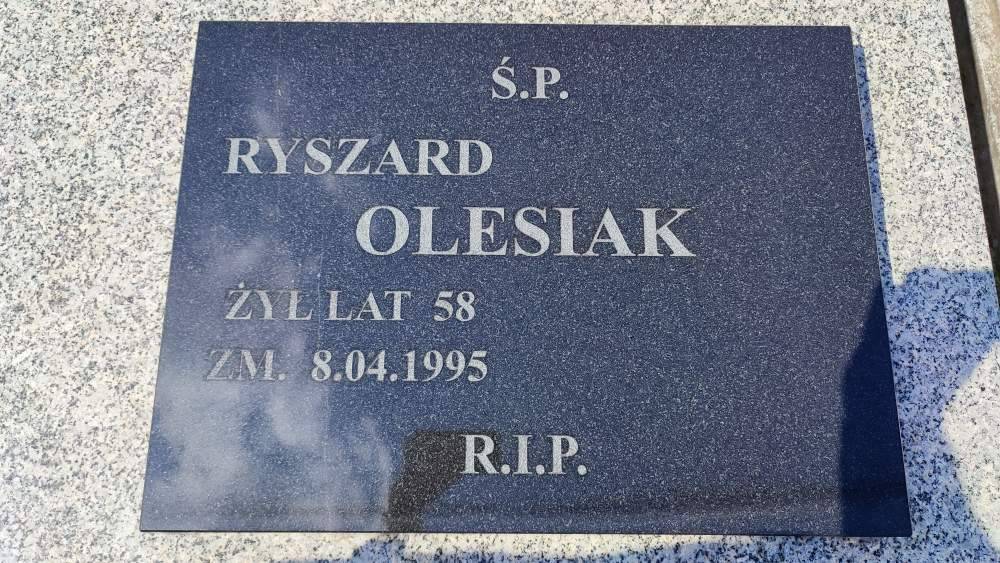 Ś.P.
RYSZARD
OLESIAK
ŻYŁ LAT 58
ZM. 8.04.1995
R.I.P.